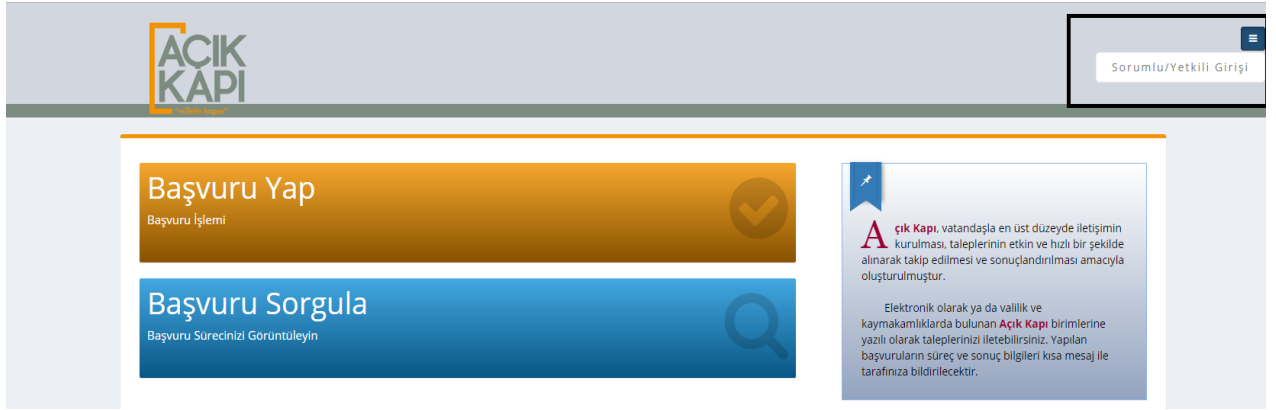 AÇIK
KAPI
"millete kapısı"
Sorumlu/Yetkili Girişi
Başvuru Yap
Başvuru İşlemi
Başvuru Sorgula
Başvuru Sürecinizi Görüntüleyin
Açık Kapı, vatandaşla en üst düzeyde iletişimin
kurulması, taleplerinin etkin ve hızlı bir şekilde
alınarak takip edilmesi ve sonuçlandırılması amacıyla
oluşturulmuştur.
Elektronik olarak ya da valilik ve
kaymakamlıklarda bulunan Açık Kapı birimlerine
yazılı olarak taleplerinizi iletebilirsiniz. Yapılan
başvuruların süreç ve sonuç bilgileri kısa mesaj ile
tarafınıza bildirilecektir.